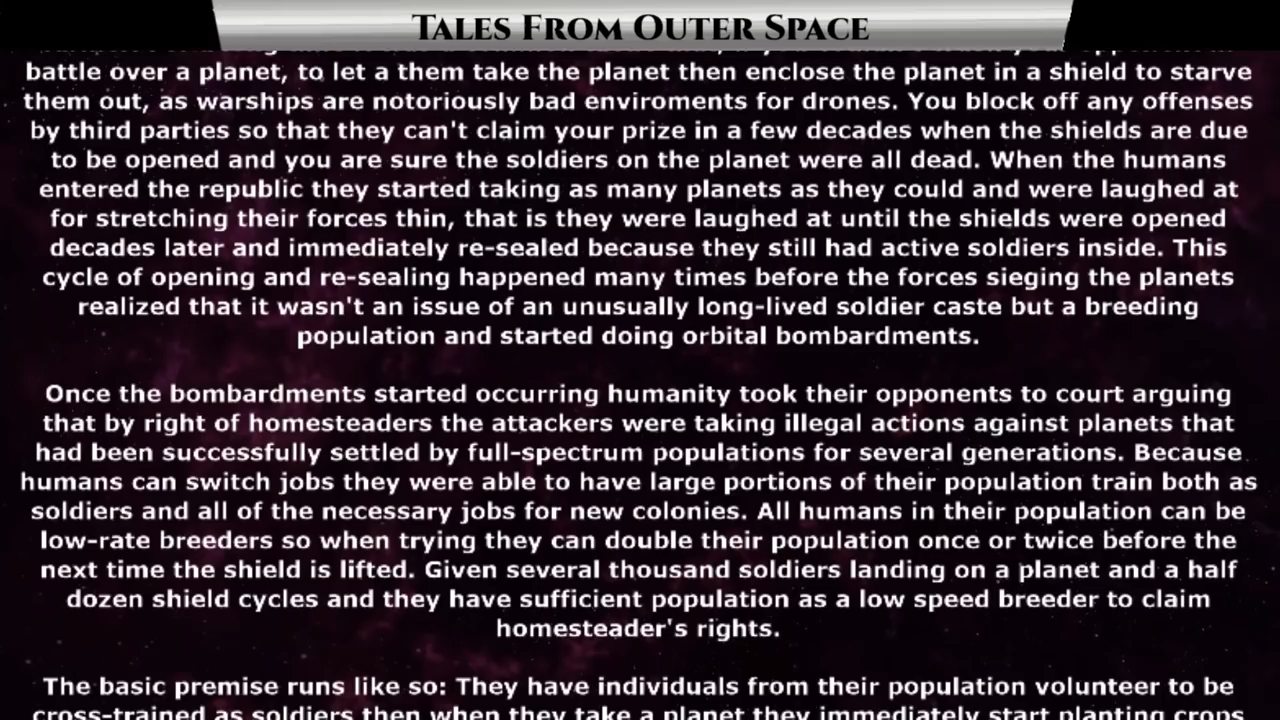 Tales From Outer Space
battle over a planet, to let a them take the planet then enclose the planet in a shield to starve
them out, as warships are notoriously bad enviroments for drones. You block off any offenses
by third parties so that they can't claim your prize in a few decades when the shields are due
to be opened and you are sure the soldiers on the planet were all dead. When the humans
entered the republic they started taking as many planets as they could and were laughed at
for stretching their forces thin, that is they were laughed at until the shields were opened
decades later and immediately re-sealed because they still had active soldiers inside. This
cycle of opening and re-sealing happened many times before the forces sieging the planets
realized that it wasn't an issue of an unusually long-lived soldier caste but a breeding
population and started doing orbital bombardments.
Once the bombardments started occurring humanity took their opponents to court arguing
that by right of homesteaders the attackers were taking illegal actions against planets that
had been successfully settled by full-spectrum populations for several generations. Because
humans can switch jobs they were able to have large portions of their population train both as
soldiers and all of the necessary jobs for new colonies. All humans in their population can be
low-rate breeders so when trying they can double their population once or twice before the
next time the shield is lifted. Given several thousand soldiers landing on a planet and a half
dozen shield cycles and they have sufficient population as a low speed breeder to claim
homesteader's rights.
The basic premise runs like so: They have individuals from their population volunteer to be
cross-trained as soldiers then when they take a planet they immediately start planting crops